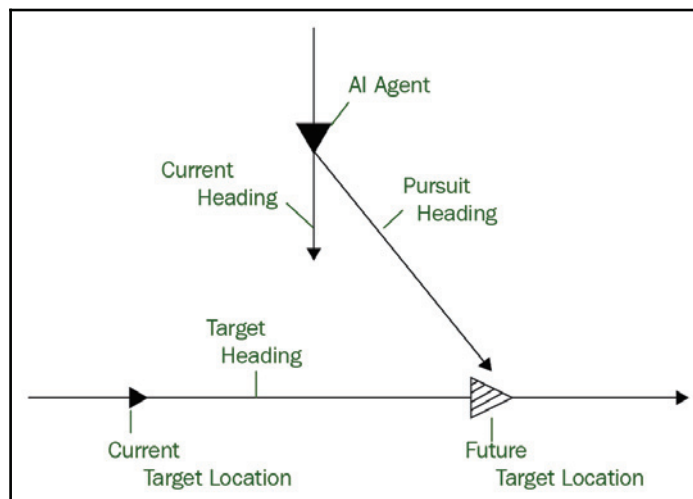 AI Agent
Current
Heading
Pursuit
Heading
Target
Heading
Current
Target Location
Future
Target Location